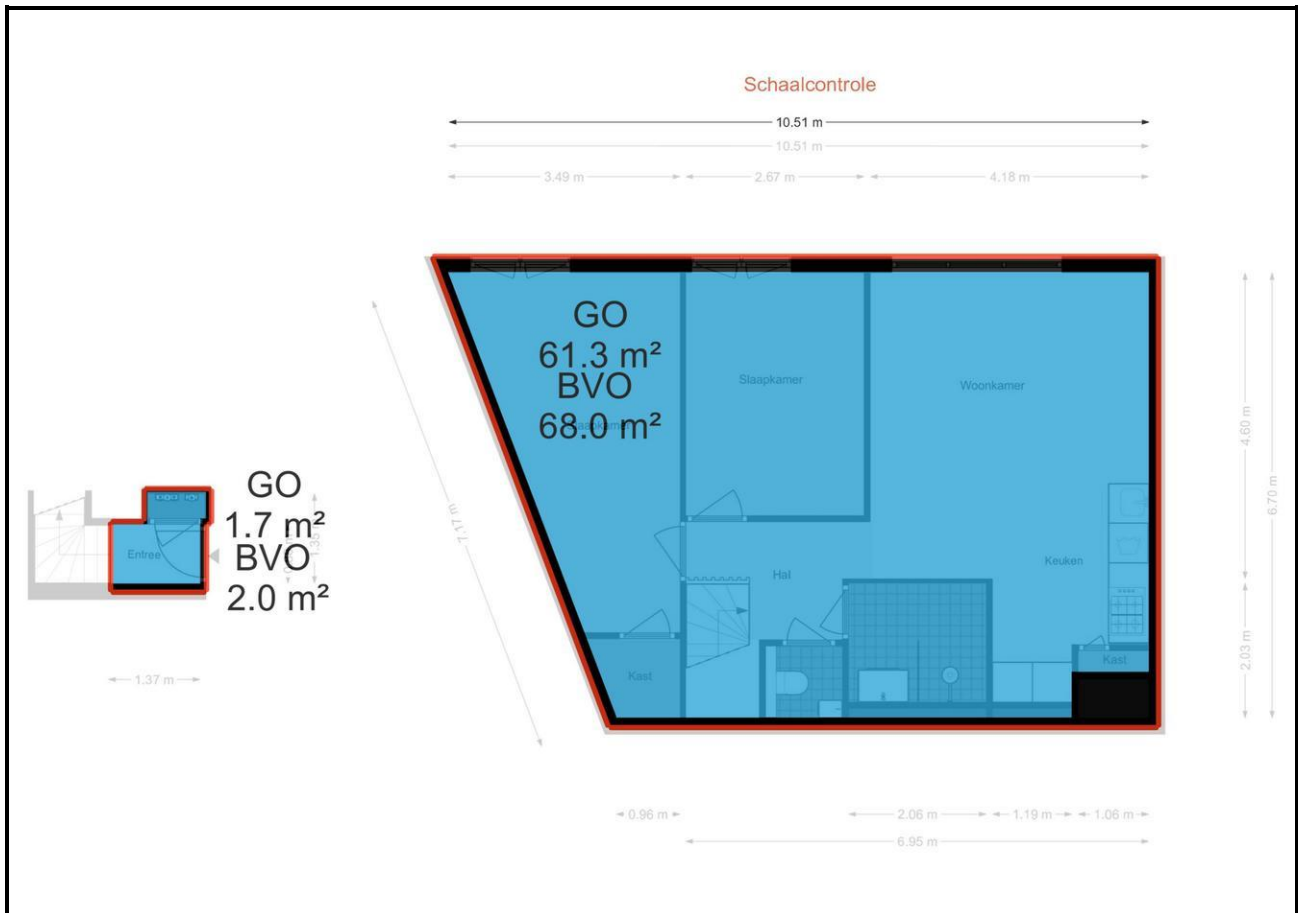 Schaalcontrole
10.51 m
10.51 m
3.49 m
2.67 m
4.18 m
GO
61.3 m²
BVO
68.0 m²
Slaapkamer
Woonkamer
4.60 m
6.70 m
7.17 m
GO
1.7 m²
BVO
2.0 m²
Entree
1.35 m
Hal
Keuken
2.03 m
Kast
Kast
1.37 m
0.96 m
2.06 m
1.19 m
1.06 m
6.95 m